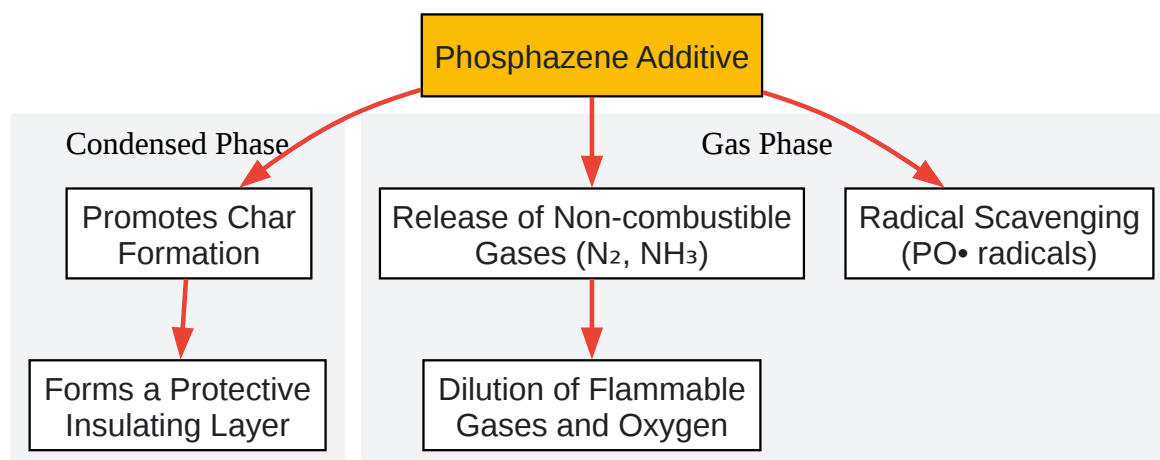 Phosphazene Additive
Condensed Phase
Gas Phase
Promotes Char
Formation
Release of Non-combustible
Gases (N₂, NH₃)
Radical Scavenging
(PO• radicals)
Forms a Protective
Insulating Layer
Dilution of Flammable
Gases and Oxygen